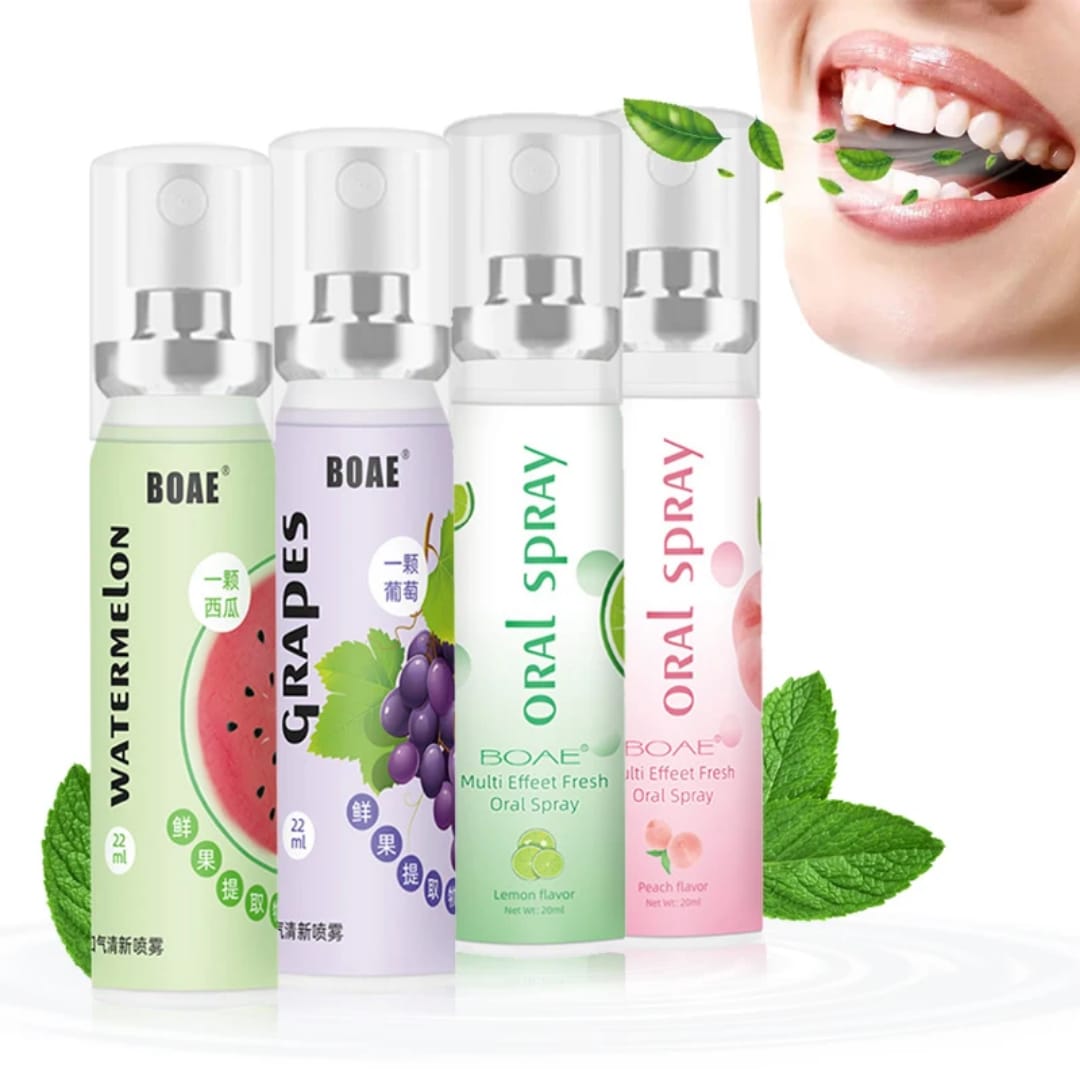 BOAE®
WATERMELON
一颗
西瓜
22
ml
鲜果提取
口气清新喷雾
BOAE®
GRAPES
一颗
葡萄
22
ml
鲜果提取
气清新喷雾
ORAL SPRAY
BOAE®
Multi Effeet Fresh
Oral Spray
Lemon flavor
Net Wt: 20ml
ORAL SPRAY
BOAE®
ulti Effeet Fresh
Oral Spray
Peach flavor
Net Wt: 20ml